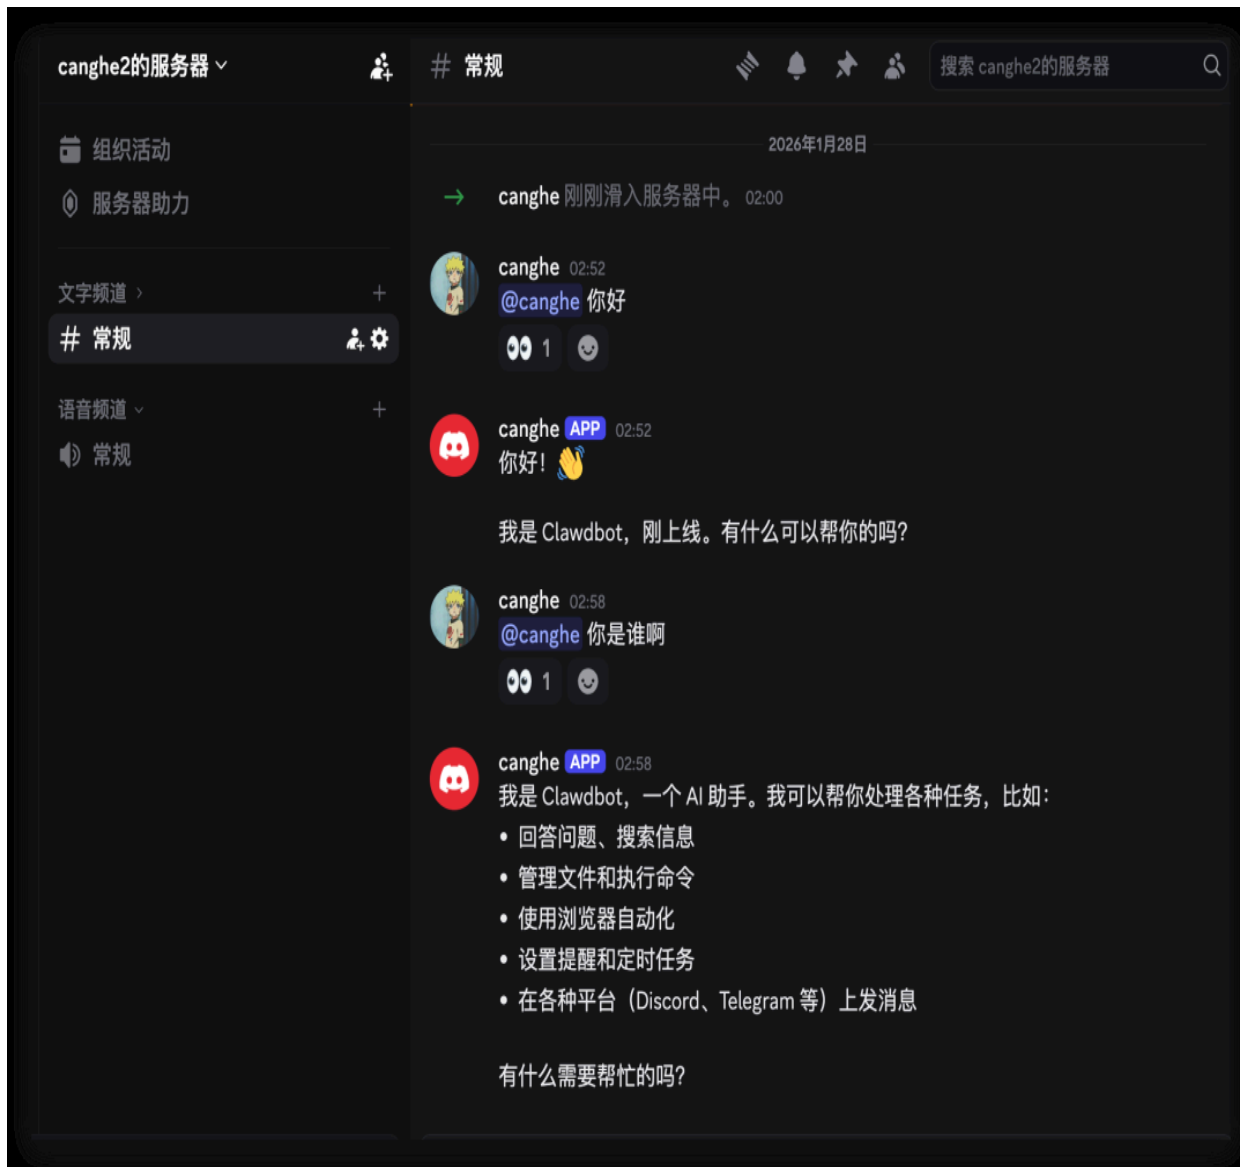 canghe2的服务器
组织活动
服务器助力
文字频道
# 常规
语音频道
常规
# 常规
搜索 canghe2的服务器
2026年1月28日
canghe 刚刚滑入服务器中。 02:00
canghe 02:52
@canghe 你好
👀 1
canghe APP 02:52
你好！👋
我是 Clawdbot，刚上线。有什么可以帮你的吗？
canghe 02:58
@canghe 你是谁啊
👀 1
canghe APP 02:58
我是 Clawdbot，一个 AI 助手。我可以帮你处理各种任务，比如：
• 回答问题、搜索信息
• 管理文件和执行命令
• 使用浏览器自动化
• 设置提醒和定时任务
• 在各种平台（Discord、Telegram 等）上发消息
有什么需要帮忙的吗？